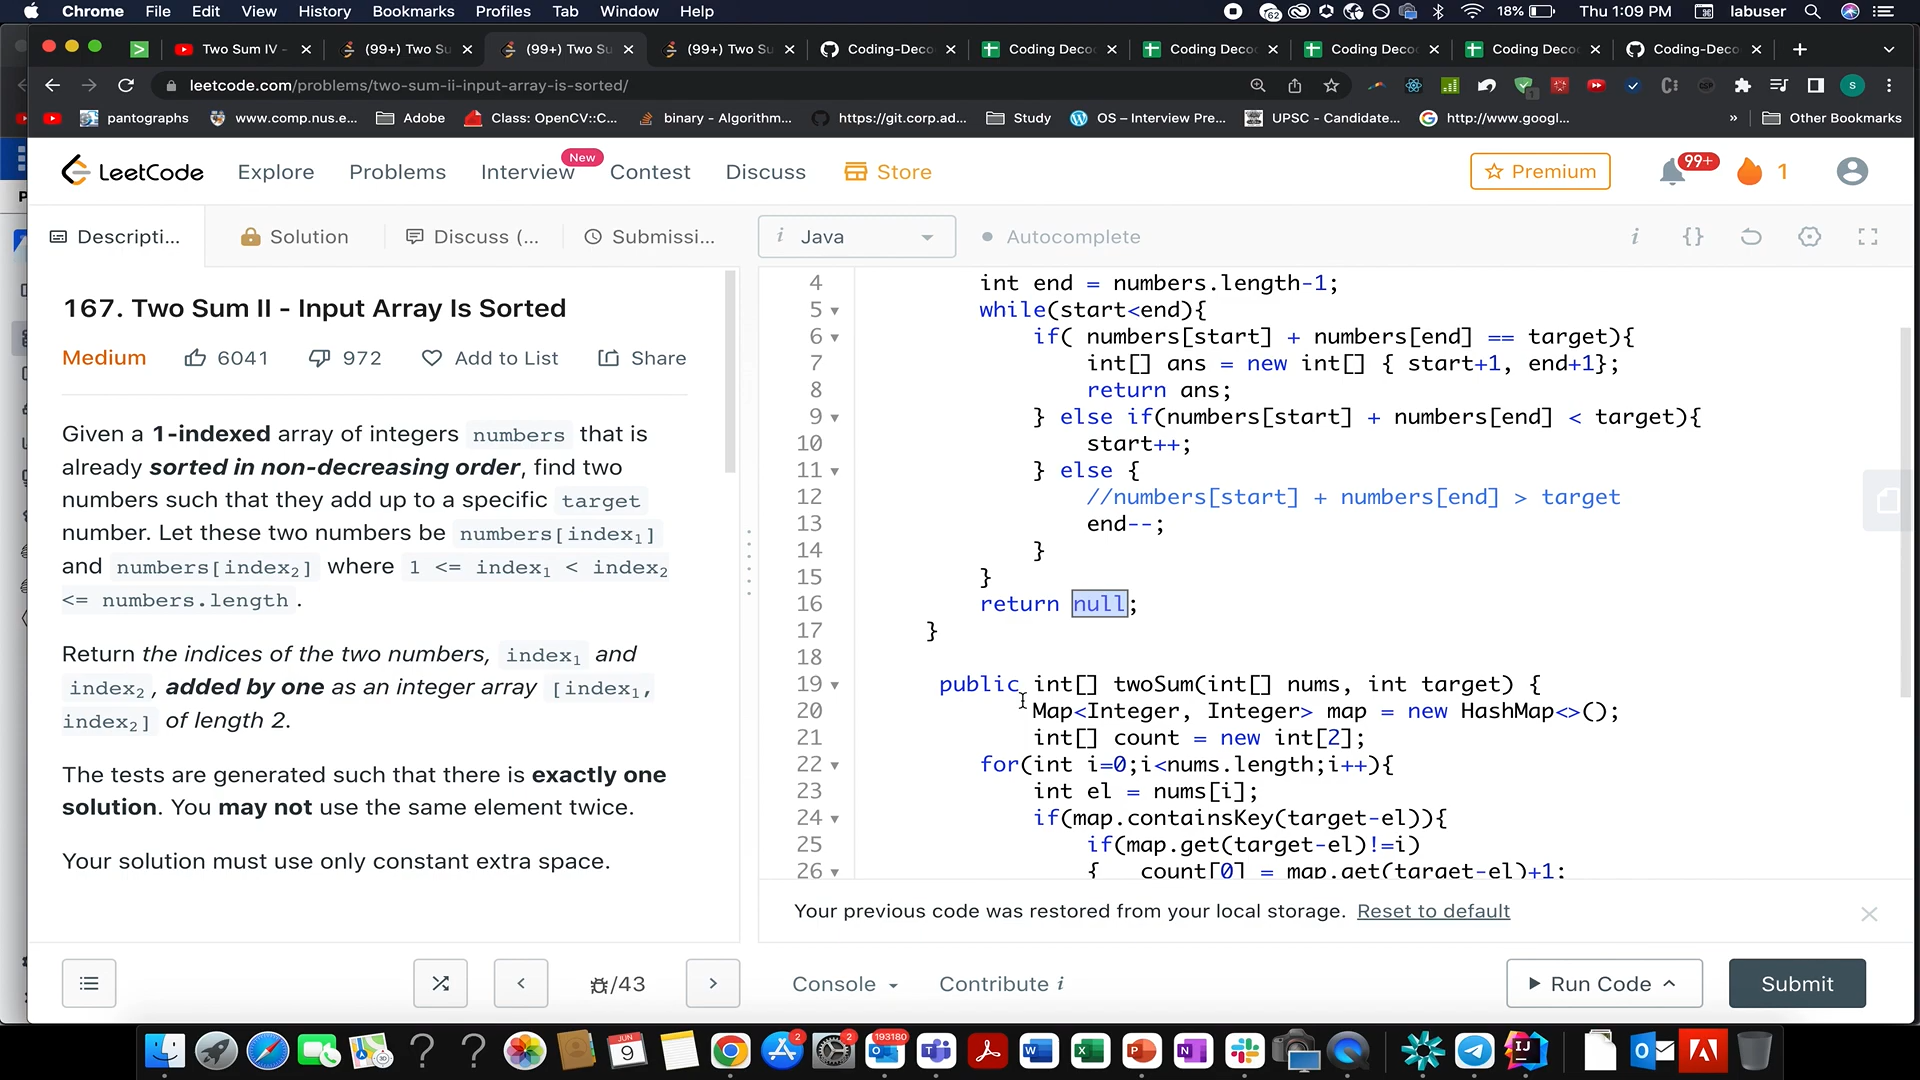 Chrome File Edit View History Bookmarks Profiles Tab Window Help
62 18% Thu 1:09 PM labuser
Two Sum IV - (99+) Two Su (99+) Two Su (99+) Two Su Coding-Deco Coding Deco Coding Deco Coding Deco Coding Deco Coding-Deco
leetcode.com/problems/two-sum-ii-input-array-is-sorted/
pantographs www.comp.nus.e... Adobe Class: OpenCV::C... binary - Algorithm... https://git.corp.ad... Study OS – Interview Pre... UPSC - Candidate... http://www.googl... » Other Bookmarks
LeetCode Explore Problems Interview New Contest Discuss Store Premium 99+ 1
Descripti... Solution Discuss (... Submissi...
i Java Autocomplete i {}
167. Two Sum II - Input Array Is Sorted
Medium 6041 972 Add to List Share
Given a 1-indexed array of integers numbers that is
already sorted in non-decreasing order, find two
numbers such that they add up to a specific target
number. Let these two numbers be numbers[index1]
and numbers[index2] where 1 <= index1 < index2
<= numbers.length .
Return the indices of the two numbers, index1 and
index2, added by one as an integer array [index1,
index2] of length 2.
The tests are generated such that there is exactly one
solution. You may not use the same element twice.
Your solution must use only constant extra space.
4 int end = numbers.length-1;
5 while(start<end){
6 if( numbers[start] + numbers[end] == target){
7 int[] ans = new int[] { start+1, end+1};
8 return ans;
9 } else if(numbers[start] + numbers[end] < target){
10 start++;
11 } else {
12 //numbers[start] + numbers[end] > target
13 end--;
14 }
15 }
16 return null;
17 }
18
19 public int[] twoSum(int[] nums, int target) {
20 Map<Integer, Integer> map = new HashMap<>();
21 int[] count = new int[2];
22 for(int i=0;i<nums.length;i++){
23 int el = nums[i];
24 if(map.containsKey(target-el)){
25 if(map.get(target-el)!=i)
26 { count[0] = map.get(target-el)+1;
Your previous code was restored from your local storage. Reset to default
/43 Console Contribute i Run Code Submit
2 JUN 9 2 193180